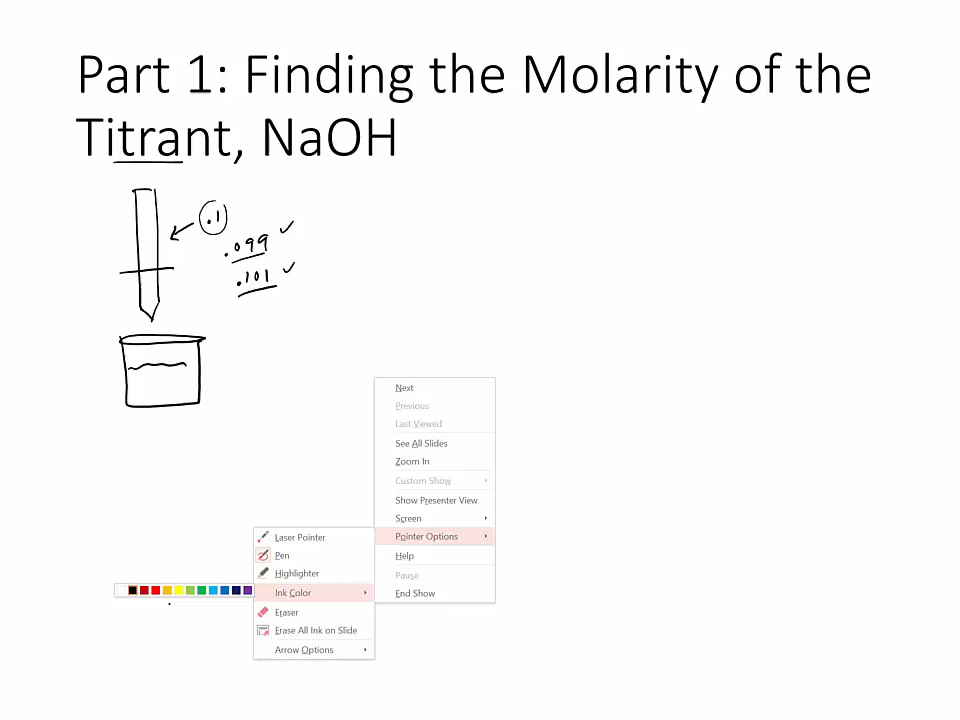 Part 1: Finding the Molarity of the
Titrant, NaOH
.1
.099
.101
Next
Previous
Last Viewed
See All Slides
Zoom In
Custom Show
Show Presenter View
Screen
Pointer Options
Help
Pause
End Show
Laser Pointer
Pen
Highlighter
Ink Color
Eraser
Erase All Ink on Slide
Arrow Options